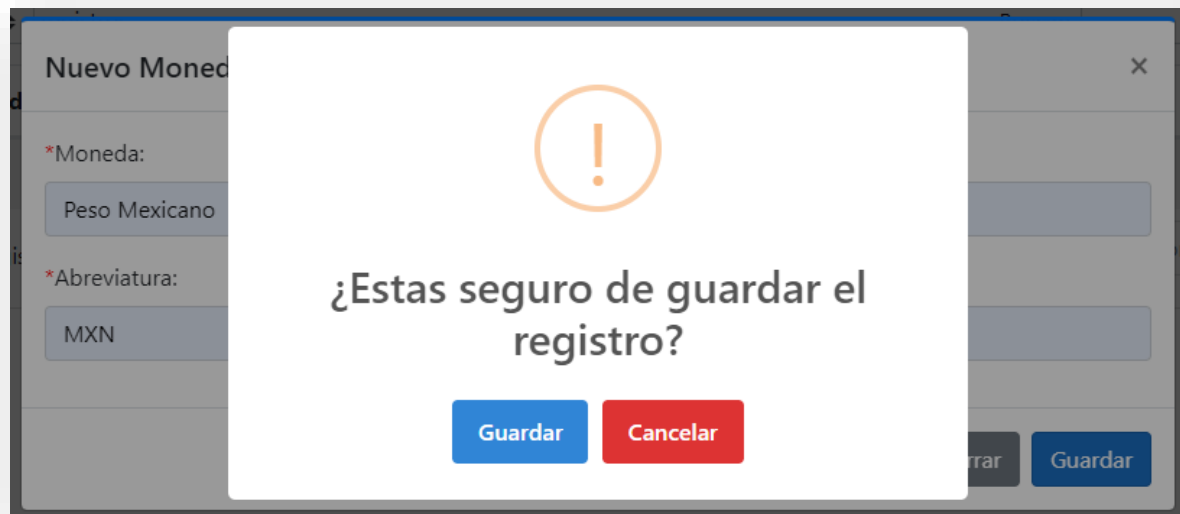 Nuevo Moned
×
*Moneda:
Peso Mexicano
*Abreviatura:
MXN
!
¿Estas seguro de guardar el
registro?
Guardar
Cancelar
rrar
Guardar